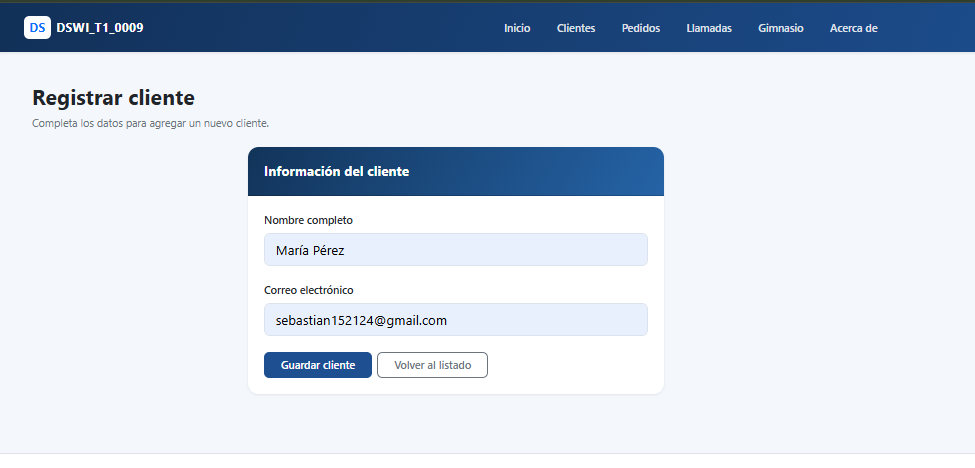 DS DSWI_T1_0009 Inicio Clientes Pedidos Llamadas Gimnasio Acerca de
Registrar cliente
Completa los datos para agregar un nuevo cliente.
Información del cliente
Nombre completo
María Pérez
Correo electrónico
sebastian152124@gmail.com
Guardar cliente Volver al listado